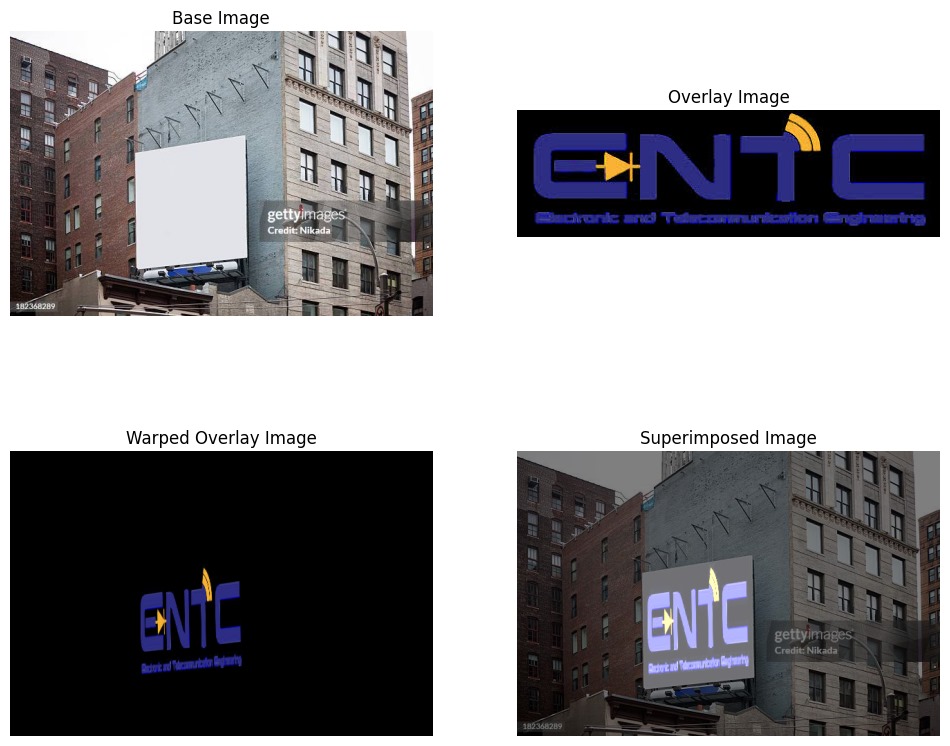 Base Image
gettyimages®
Credit: Nikada
182368289
Overlay Image
ENTC
Electronic and Telecommunication Engineering
Warped Overlay Image
ENTC
Electronic and Telecommunication Engineering
Superimposed Image
ENTC
Electronic and Telecommunication Engineering
gettyimages®
Credit: Nikada
182368289